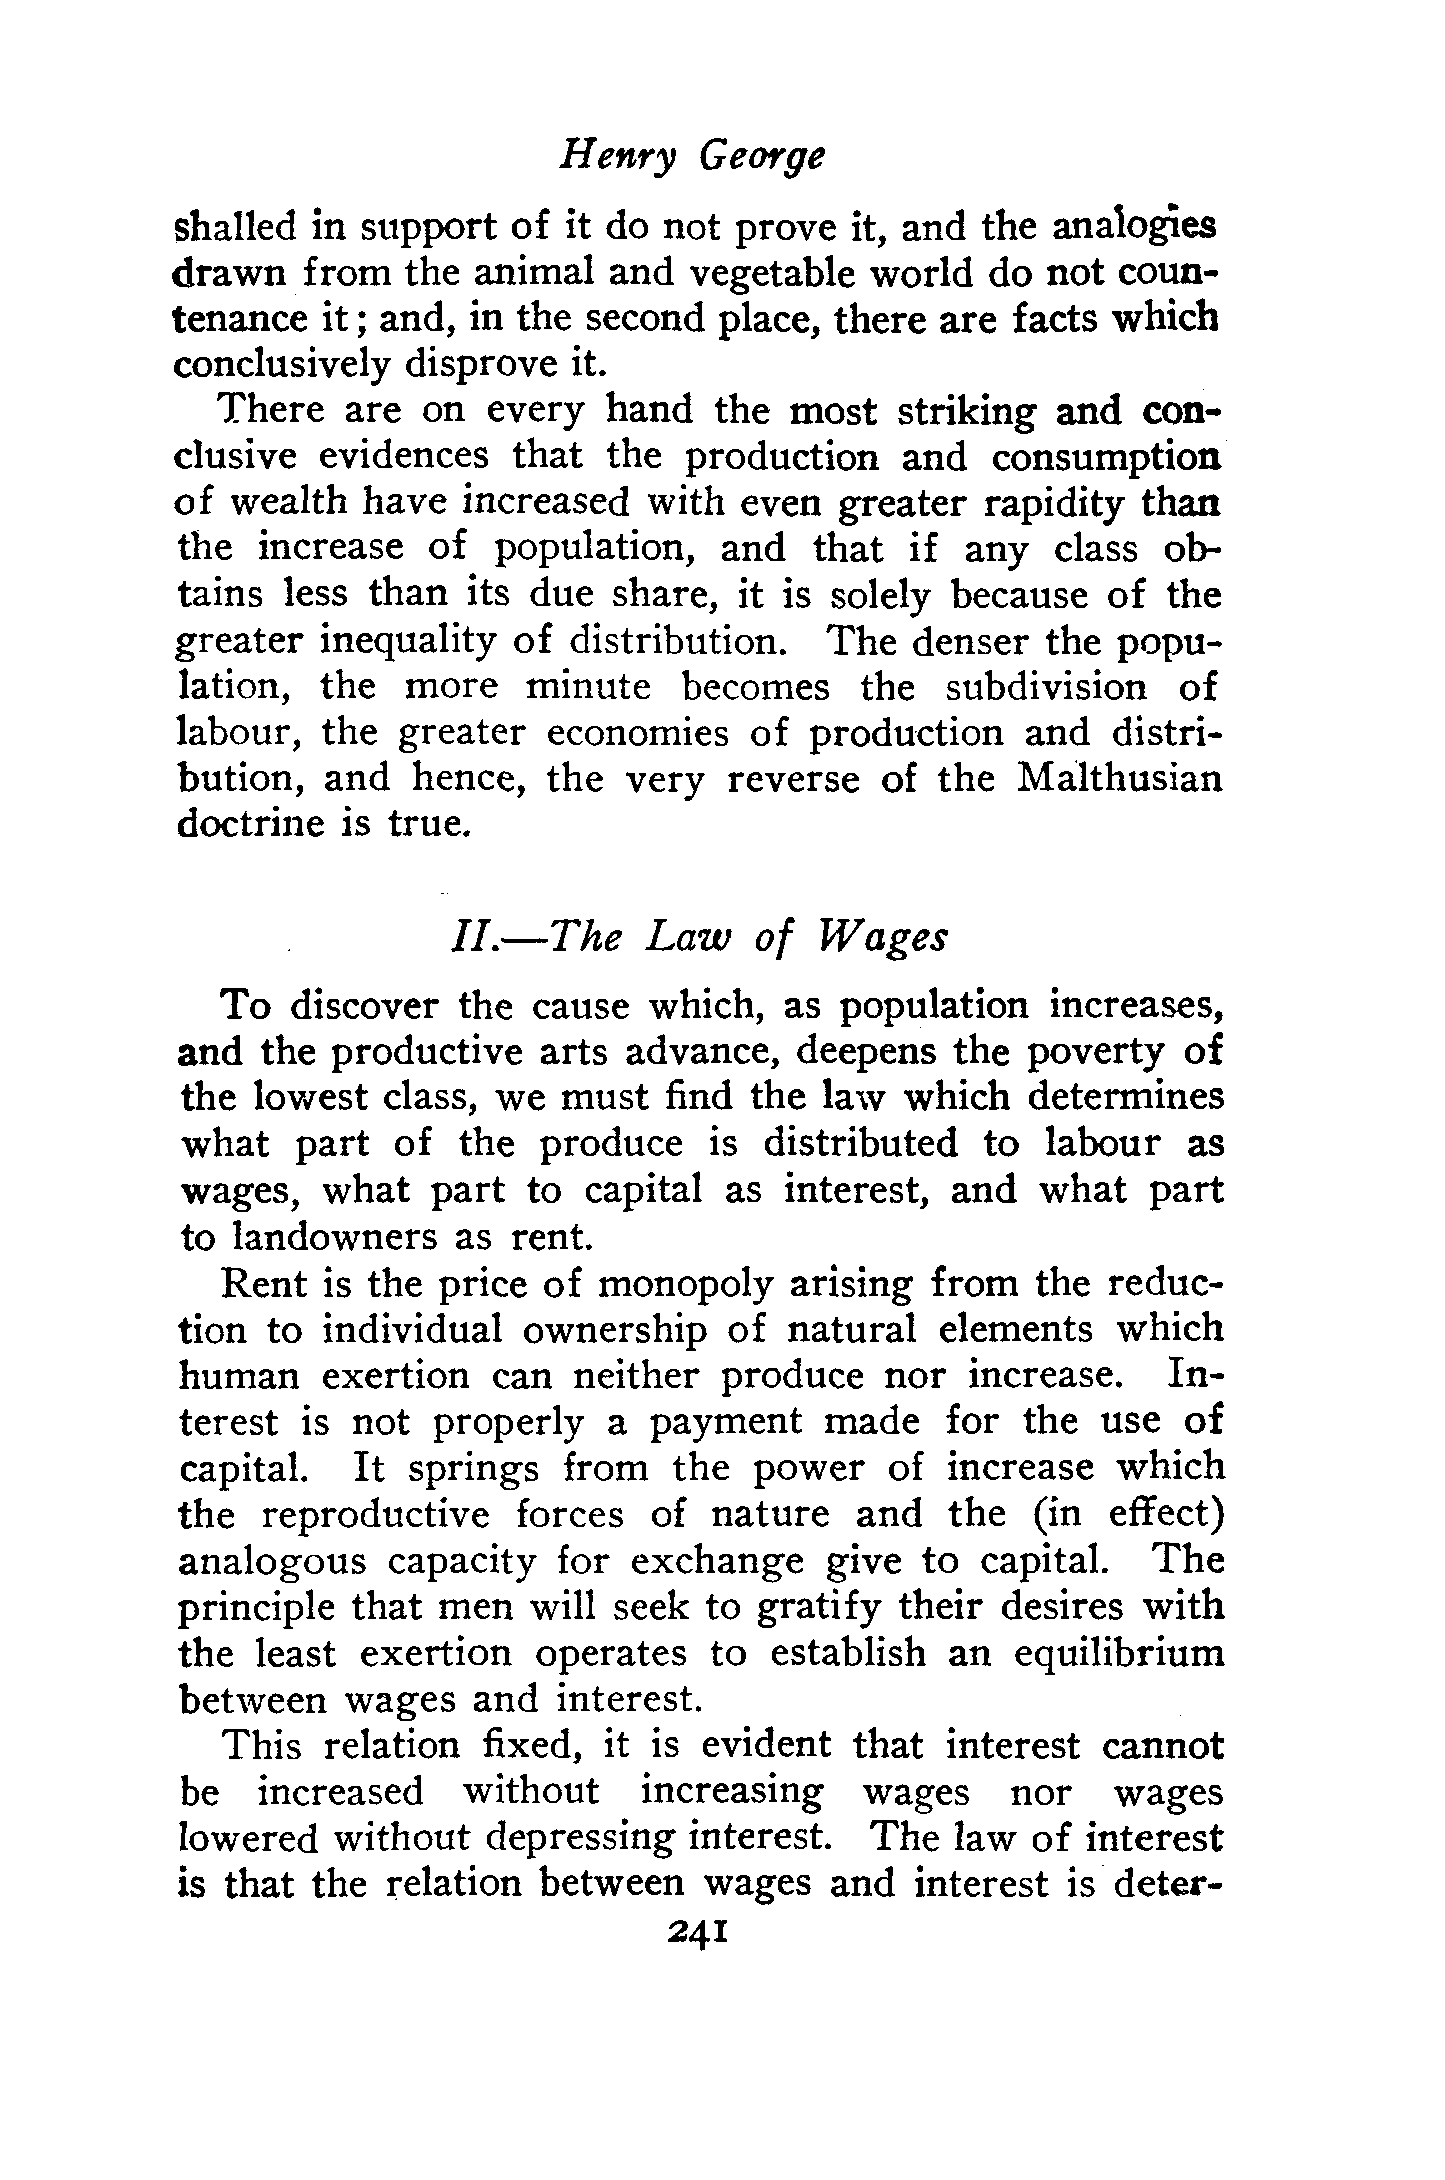 Henry George
shalled in support of it do not prove it, and the analogies
drawn from the animal and vegetable world do not coun-
tenance it; and, in the second place, there are facts which
conclusively disprove it.
There are on every hand the most striking and con-
clusive evidences that the production and consumption
of wealth have increased with even greater rapidity than
the increase of population, and that if any class ob-
tains less than its due share, it is solely because of the
greater inequality of distribution. The denser the popu-
lation, the more minute becomes the subdivision of
labour, the greater economies of production and distri-
bution, and hence, the very reverse of the Malthusian
doctrine is true.
II.—The Law of Wages
To discover the cause which, as population increases,
and the productive arts advance, deepens the poverty of
the lowest class, we must find the law which determines
what part of the produce is distributed to labour as
wages, what part to capital as interest, and what part
to landowners as rent.
Rent is the price of monopoly arising from the reduc-
tion to individual ownership of natural elements which
human exertion can neither produce nor increase. In-
terest is not properly a payment made for the use of
capital. It springs from the power of increase which
the reproductive forces of nature and the (in effect)
analogous capacity for exchange give to capital. The
principle that men will seek to gratify their desires with
the least exertion operates to establish an equilibrium
between wages and interest.
This relation fixed, it is evident that interest cannot
be increased without increasing wages nor wages
lowered without depressing interest. The law of interest
is that the relation between wages and interest is deter-
241